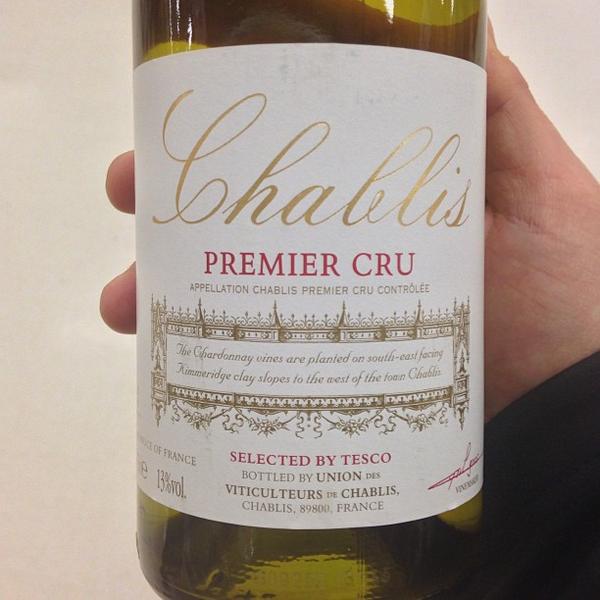 Chablis
PREMIER CRU
APPELLATION CHABLIS PREMIER CRU CONTRÔLÉE
The Chardonnay vines are planted on south-east facing
Kimmeridge clay slopes to the west of the town Chablis.
OF FRANCE
SELECTED BY TESCO
e 13%vol.
BOTTLED BY UNION DES
VITICULTEURS DE CHABLIS,
CHABLIS, 89800, FRANCE
WINEMAKER